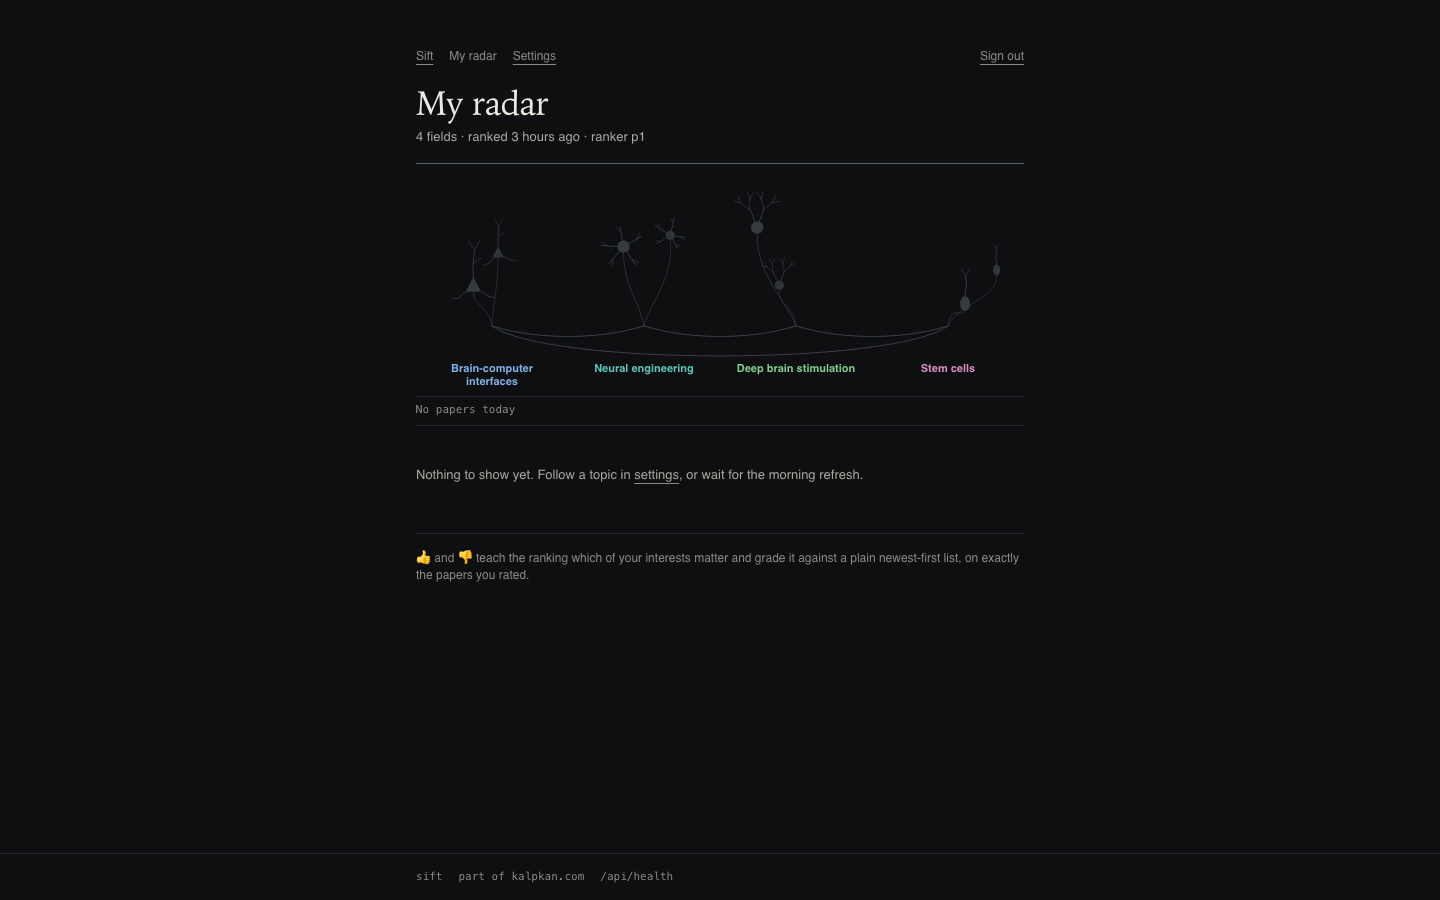 Sift My radar Settings Sign out
My radar
4 fields · ranked 3 hours ago · ranker p1
Brain-computer interfaces
Neural engineering
Deep brain stimulation
Stem cells
No papers today
Nothing to show yet. Follow a topic in settings, or wait for the morning refresh.
👍 and 👎 teach the ranking which of your interests matter and grade it against a plain newest-first list, on exactly
the papers you rated.
sift part of kalpkan.com /api/health